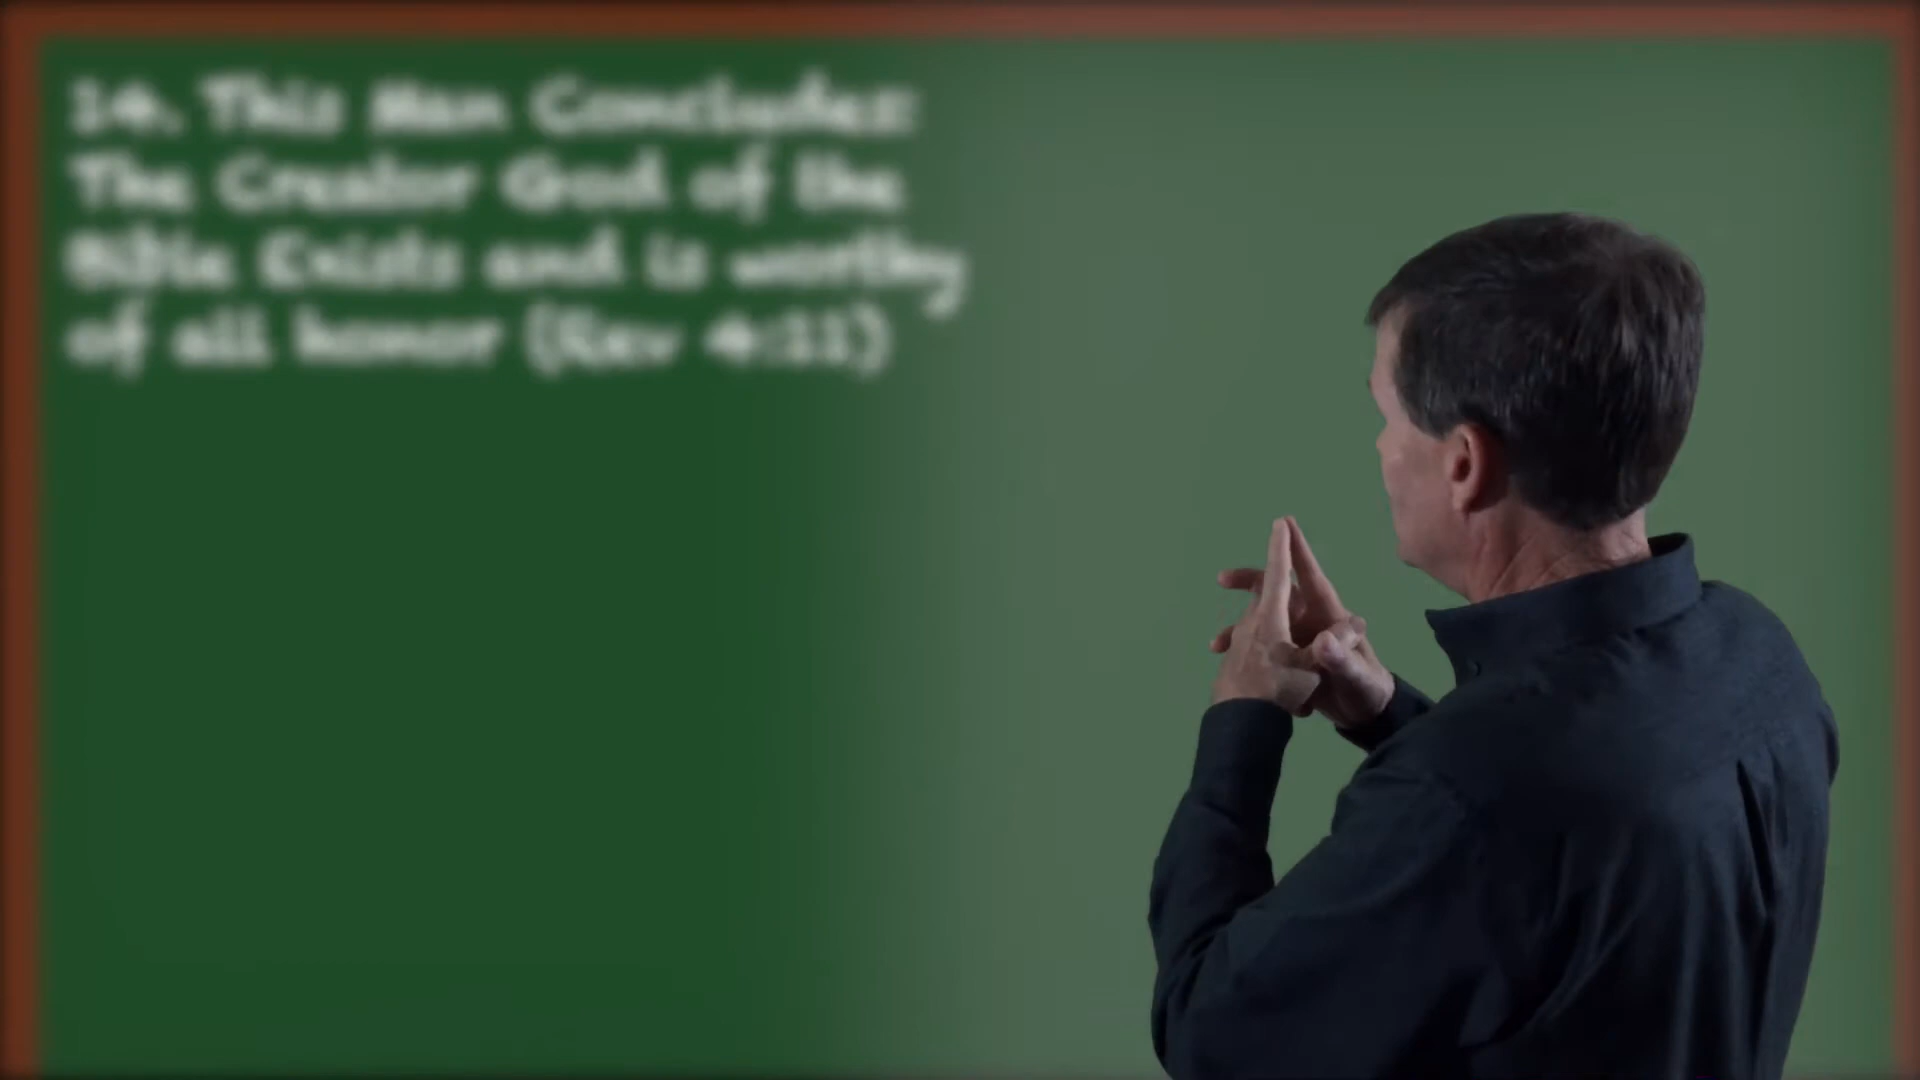 14. This Man Concludes:
The Creator God of the
Bible Exists and is worthy
of all honor (Rev 4:11)